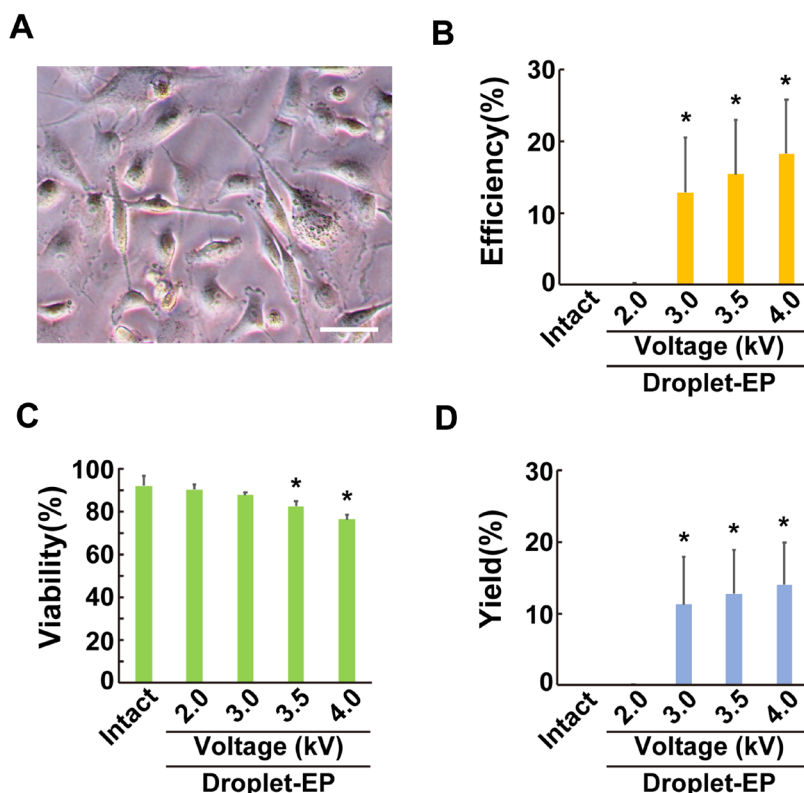 A
B
Efficiency(%)
30
20
10
0
* * *
Intact 2.0 3.0 3.5 4.0
Voltage (kV)
Droplet-EP
C
Viability(%)
100
80
60
40
20
0
* *
Intact 2.0 3.0 3.5 4.0
Voltage (kV)
Droplet-EP
D
Yield(%)
30
20
10
0
* * *
Intact 2.0 3.0 3.5 4.0
Voltage (kV)
Droplet-EP